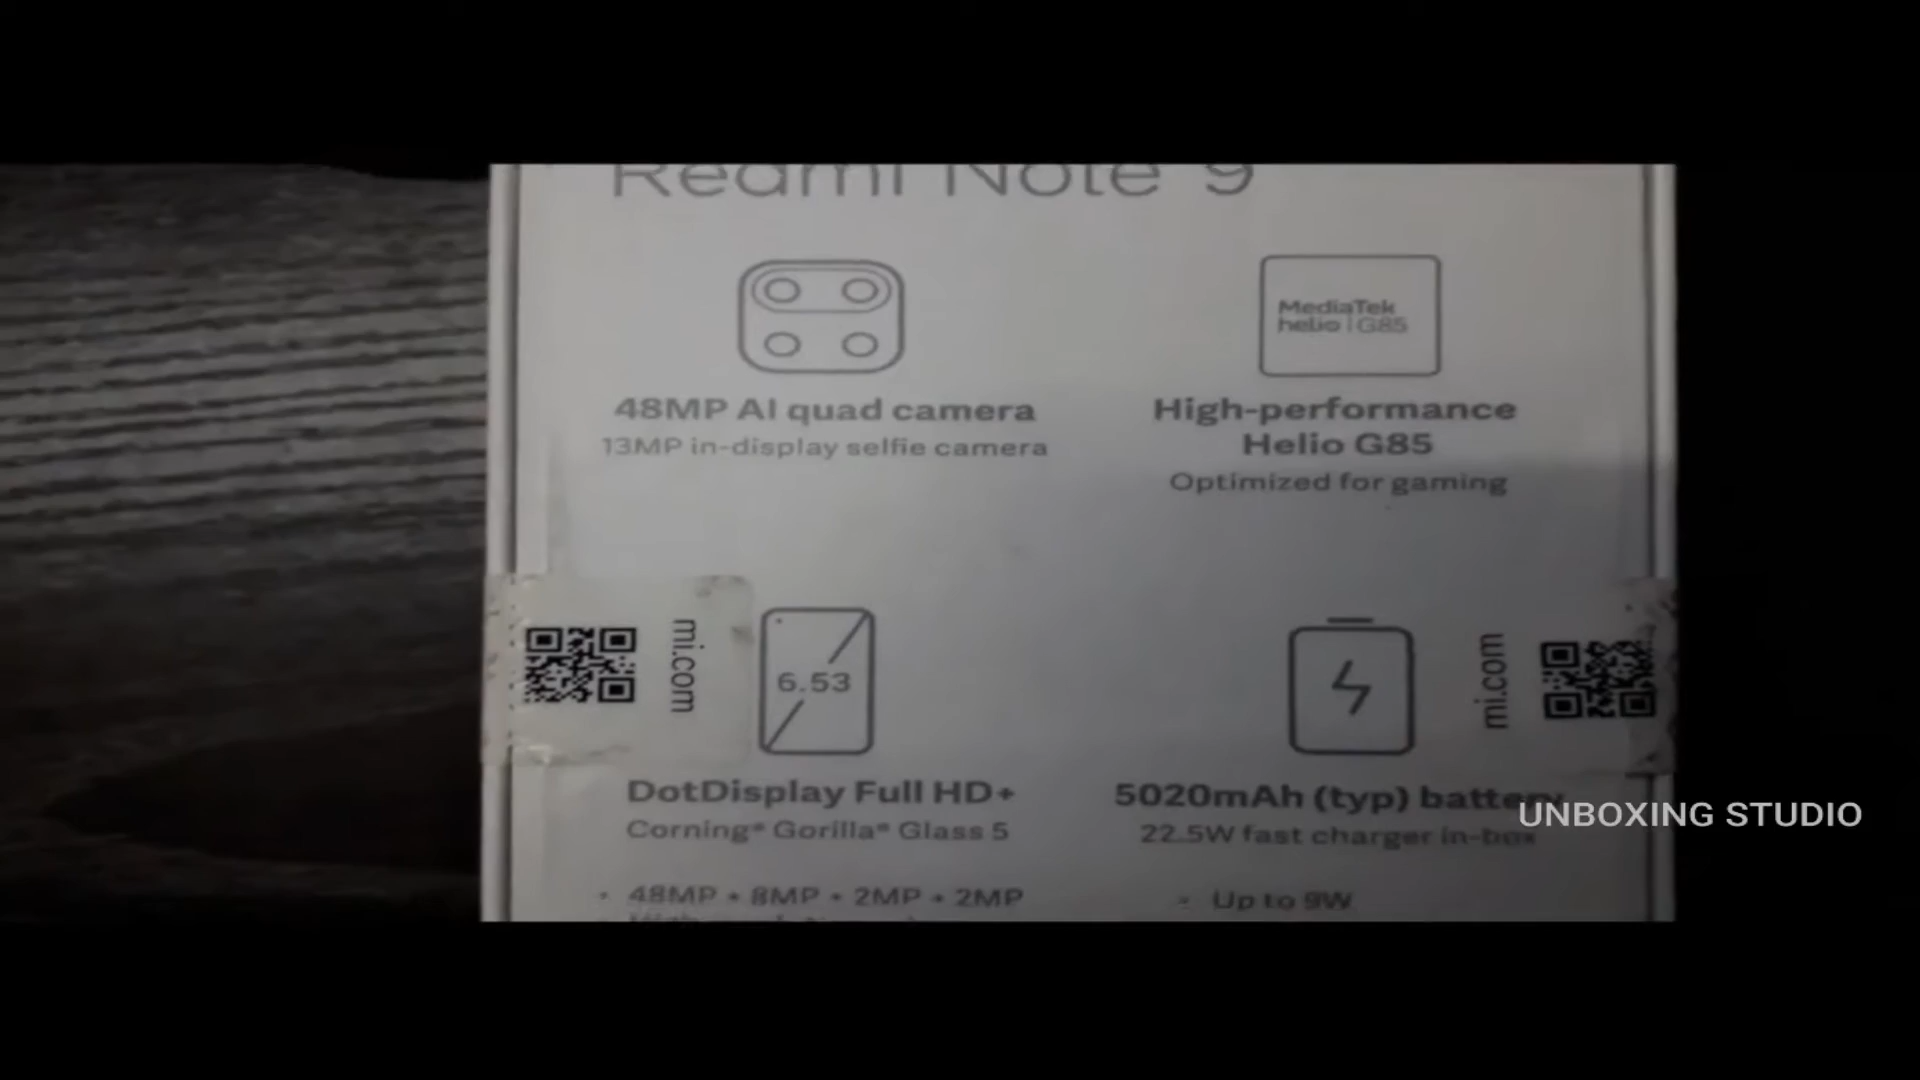 Redmi Note 9
MediaTek
helio | G85
48MP AI quad camera
13MP in-display selfie camera
High-performance
Helio G85
Optimized for gaming
mi.com
6.53
mi.com
DotDisplay Full HD+
Corning® Gorilla® Glass 5
5020mAh (typ) battery
22.5W fast charger in-box
UNBOXING STUDIO
• 48MP + 8MP + 2MP + 2MP
• Up to 9W